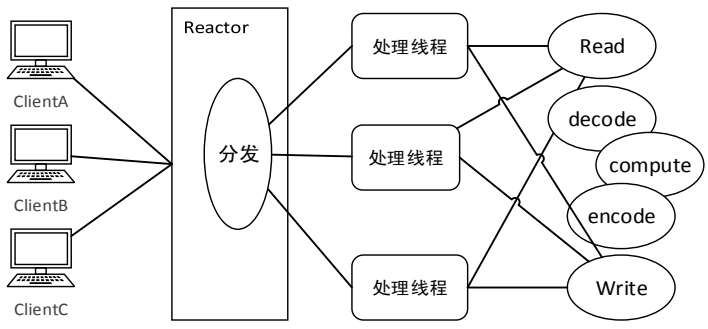 Reactor
ClientA
ClientB
ClientC
分发
处理线程
处理线程
处理线程
Read
decode
compute
encode
Write